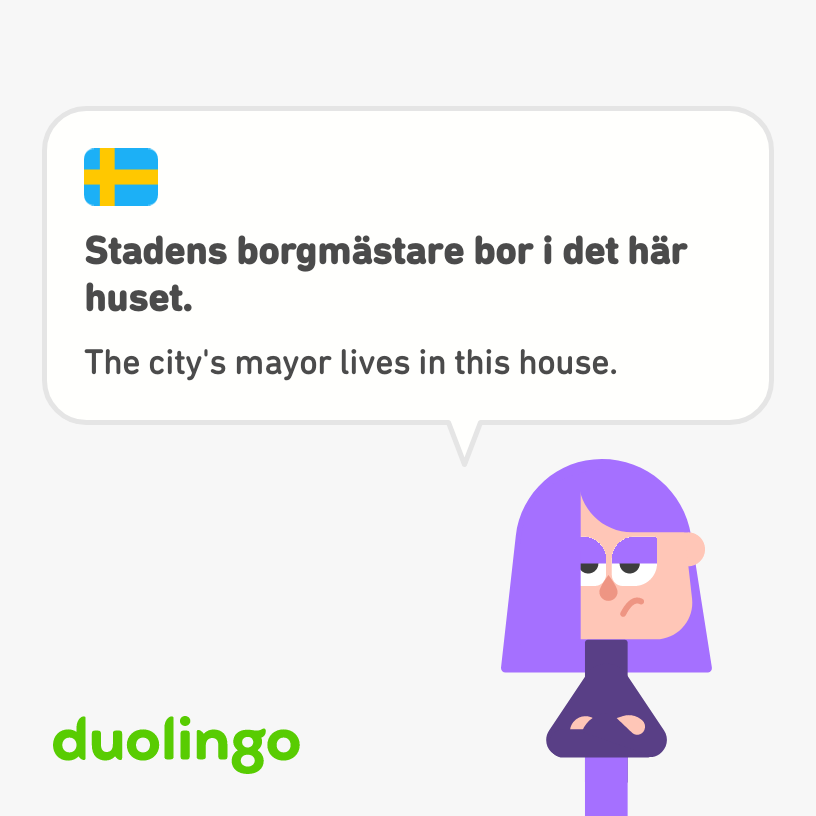 Stadens borgmästare bor i det här
huset.
The city's mayor lives in this house.
duolingo